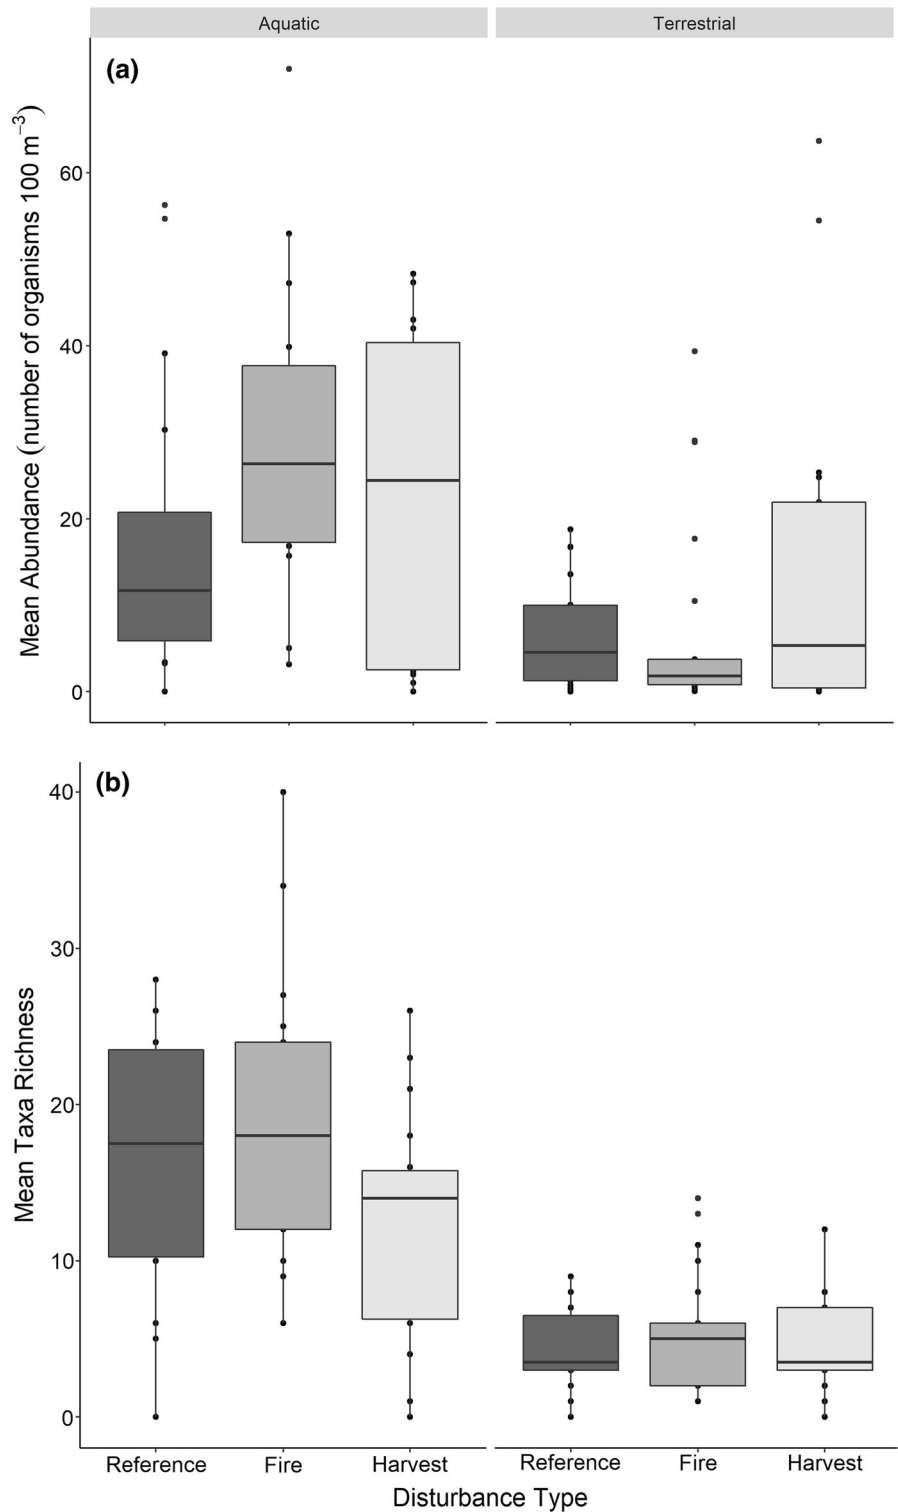 Aquatic Terrestrial
(a)
Mean Abundance (number of organisms 100 m⁻³)
60
40
20
0
(b)
Mean Taxa Richness
40
30
20
10
0
Reference Fire Harvest Reference Fire Harvest
Disturbance Type